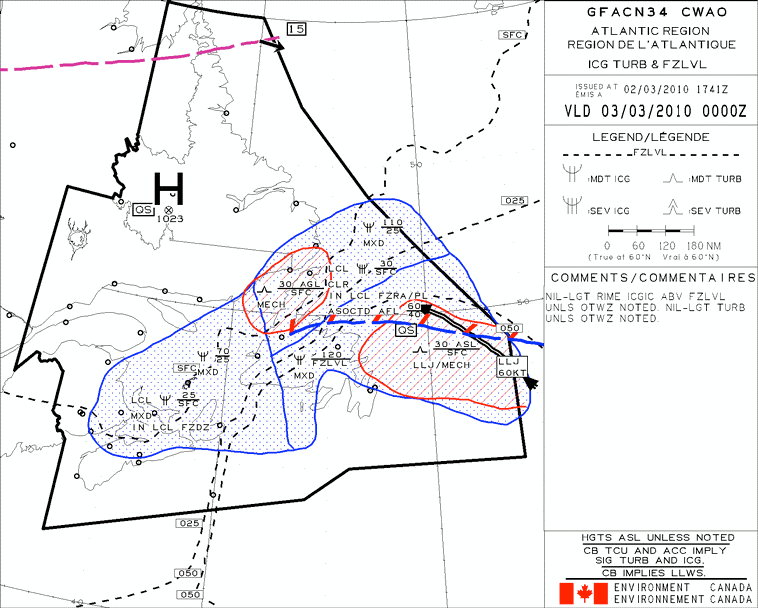 GFACN34 CWAO
ATLANTIC REGION
REGION DE L'ATLANTIQUE
ICG TURB & FZLVL
ISSUED AT
ÉMIS A
02/03/2010 1741Z
VLD 03/03/2010 0000Z
LEGEND/LÉGENDE
FZLVL
:MDT ICG
:MDT TURB
:SEV ICG
:SEV TURB
0 60 120 180 NM
(True at 60°N Vrai à 60°N)
COMMENTS/COMMENTAIRES
NIL-LGT RIME ICGIC ABV FZLVL
UNLS OTWZ NOTED. NIL-LGT TURB
UNLS OTWZ NOTED.
HGTS ASL UNLESS NOTED
CB TCU AND ACC IMPLY
SIG TURB AND ICG.
CB IMPLIES LLWS.
ENVIRONMENT CANADA
ENVIRONNEMENT CANADA
15
SFC
50
H
QS
1023
025
110
25
MXD
LCL
30
SFC
30 AGL
SFC
CLR
MECH
IN LCL FZRA/PL
ASOCTD AFL
60
40
50
QS
050
30 ASL
SFC
LLJ/MECH
LLJ
60KT
70
25
MXD
120
FZLVL
MXD
SFC
LCL
MXD
25
SFC
IN LCL FZDZ
025
050
050
40